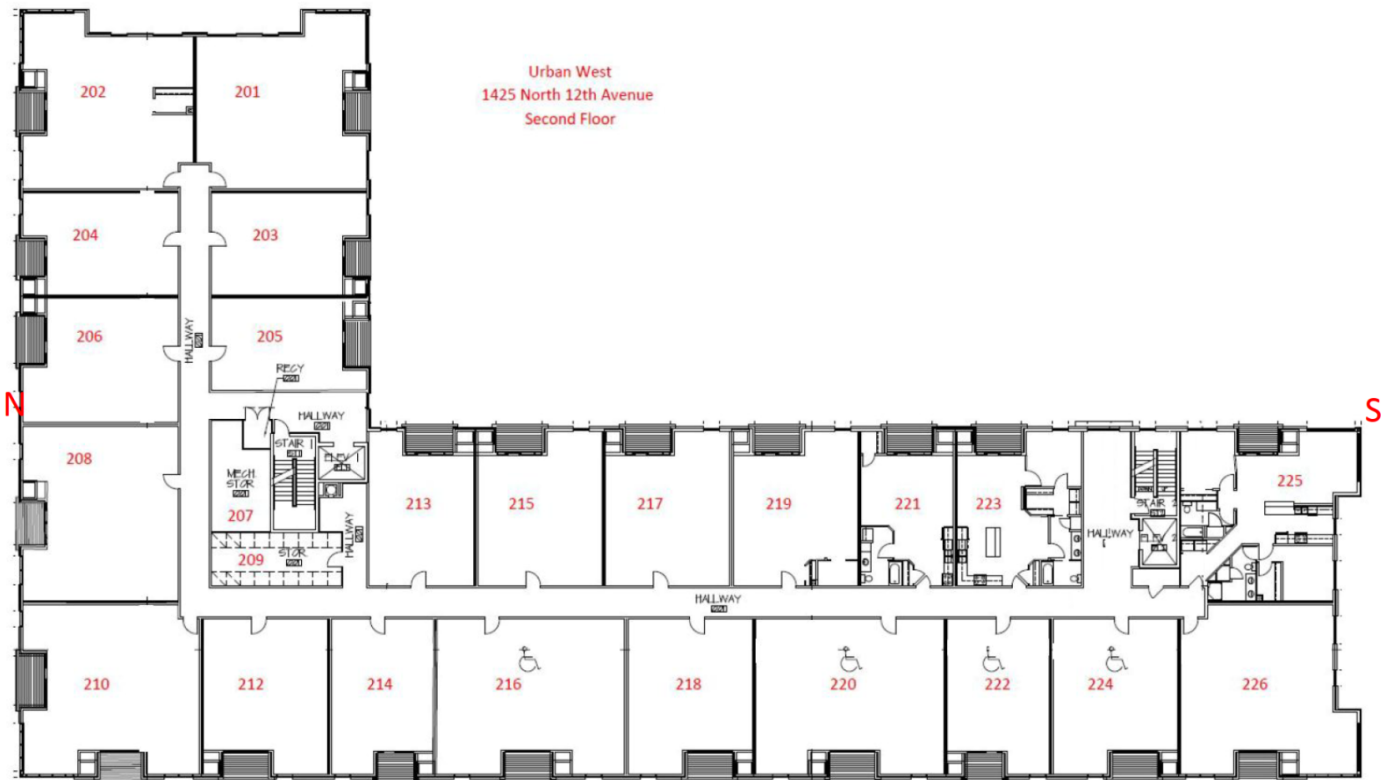 Urban West
1425 North 12th Avenue
Second Floor
202
201
204
203
206
HALLWAY
205
RECY
N
S
HALLWAY
STAIR 1
ELEV 1
208
MECH.
STOR
207
STOR
209
HALLWAY
213
215
217
219
221
223
HALLWAY
STAIR 2
ELEV 2
225
HALLWAY
210
212
214
216
218
220
222
224
226